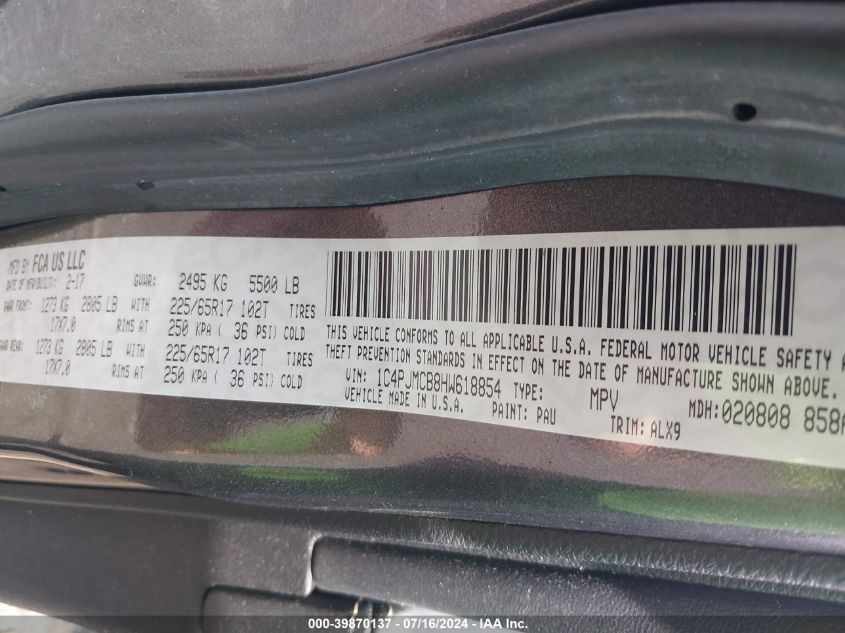 MFD BY FCA US LLC
DATE OF MFR/BUILT: 2-17 GVWR: 2495 KG 5500 LB
GAWR FRONT: 1273 KG 2805 LB WITH 225/65R17 102T TIRES
17X7.0 RIMS AT 250 KPA ( 36 PSI) COLD
GAWR REAR: 1273 KG 2805 LB WITH 225/65R17 102T TIRES
17X7.0 RIMS AT 250 KPA ( 36 PSI) COLD
THIS VEHICLE CONFORMS TO ALL APPLICABLE U.S.A. FEDERAL MOTOR VEHICLE SAFETY
THEFT PREVENTION STANDARDS IN EFFECT ON THE DATE OF MANUFACTURE SHOWN ABOVE.
VIN: 1C4PJMCB8HW618854 TYPE: MPV MDH:020808 858
VEHICLE MADE IN U.S.A. PAINT: PAU TRIM: ALX9
000-39870137 - 07/16/2024 - IAA Inc.